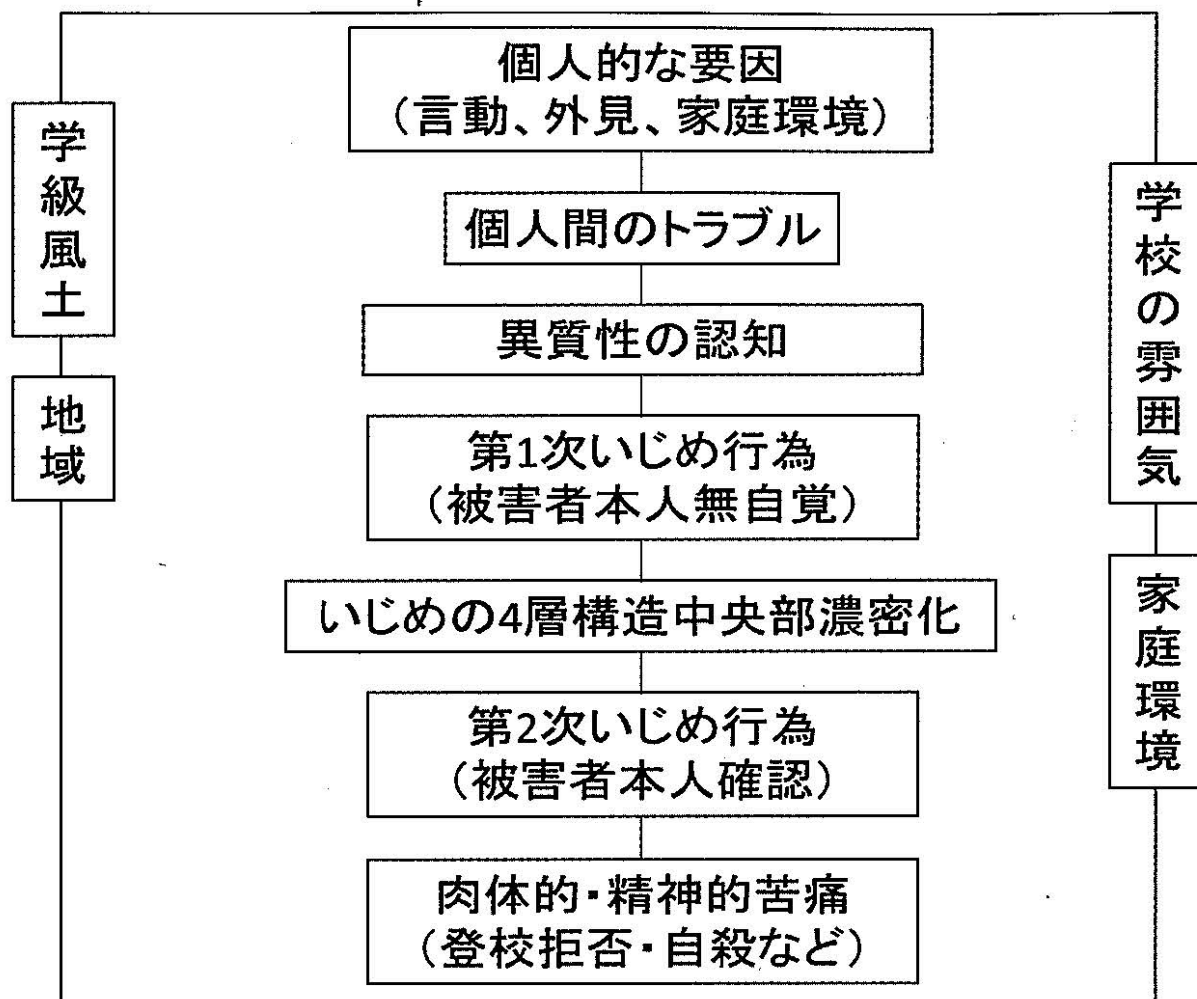 個人的な要因
（言動、外見、家庭環境）
個人間のトラブル
異質性の認知
第1次いじめ行為
（被害者本人無自覚）
いじめの4層構造中央部濃密化
第2次いじめ行為
（被害者本人確認）
肉体的・精神的苦痛
（登校拒否・自殺など）
学級風土
地域
学校の雰囲気
家庭環境